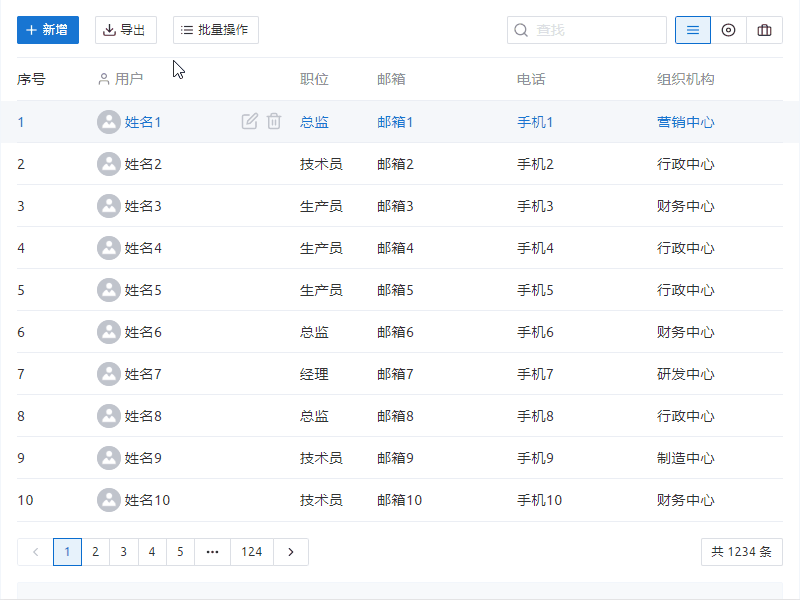 新增 导出 批量操作 查找
序号 用户 职位 邮箱 电话 组织机构
1 姓名1 总监 邮箱1 手机1 营销中心
2 姓名2 技术员 邮箱2 手机2 行政中心
3 姓名3 生产员 邮箱3 手机3 财务中心
4 姓名4 生产员 邮箱4 手机4 行政中心
5 姓名5 生产员 邮箱5 手机5 行政中心
6 姓名6 总监 邮箱6 手机6 财务中心
7 姓名7 经理 邮箱7 手机7 研发中心
8 姓名8 总监 邮箱8 手机8 行政中心
9 姓名9 技术员 邮箱9 手机9 制造中心
10 姓名10 技术员 邮箱10 手机10 财务中心
1 2 3 4 5 ••• 124 共 1234 条